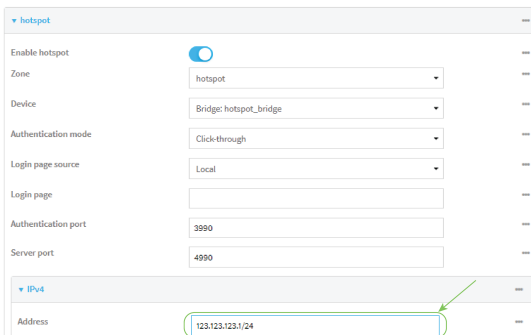 hotspot
Enable hotspot
Zone hotspot
Device Bridge: hotspot_bridge
Authentication mode Click-through
Login page source Local
Login page
Authentication port 3990
Server port 4990
IPv4
Address 123.123.123.1/24